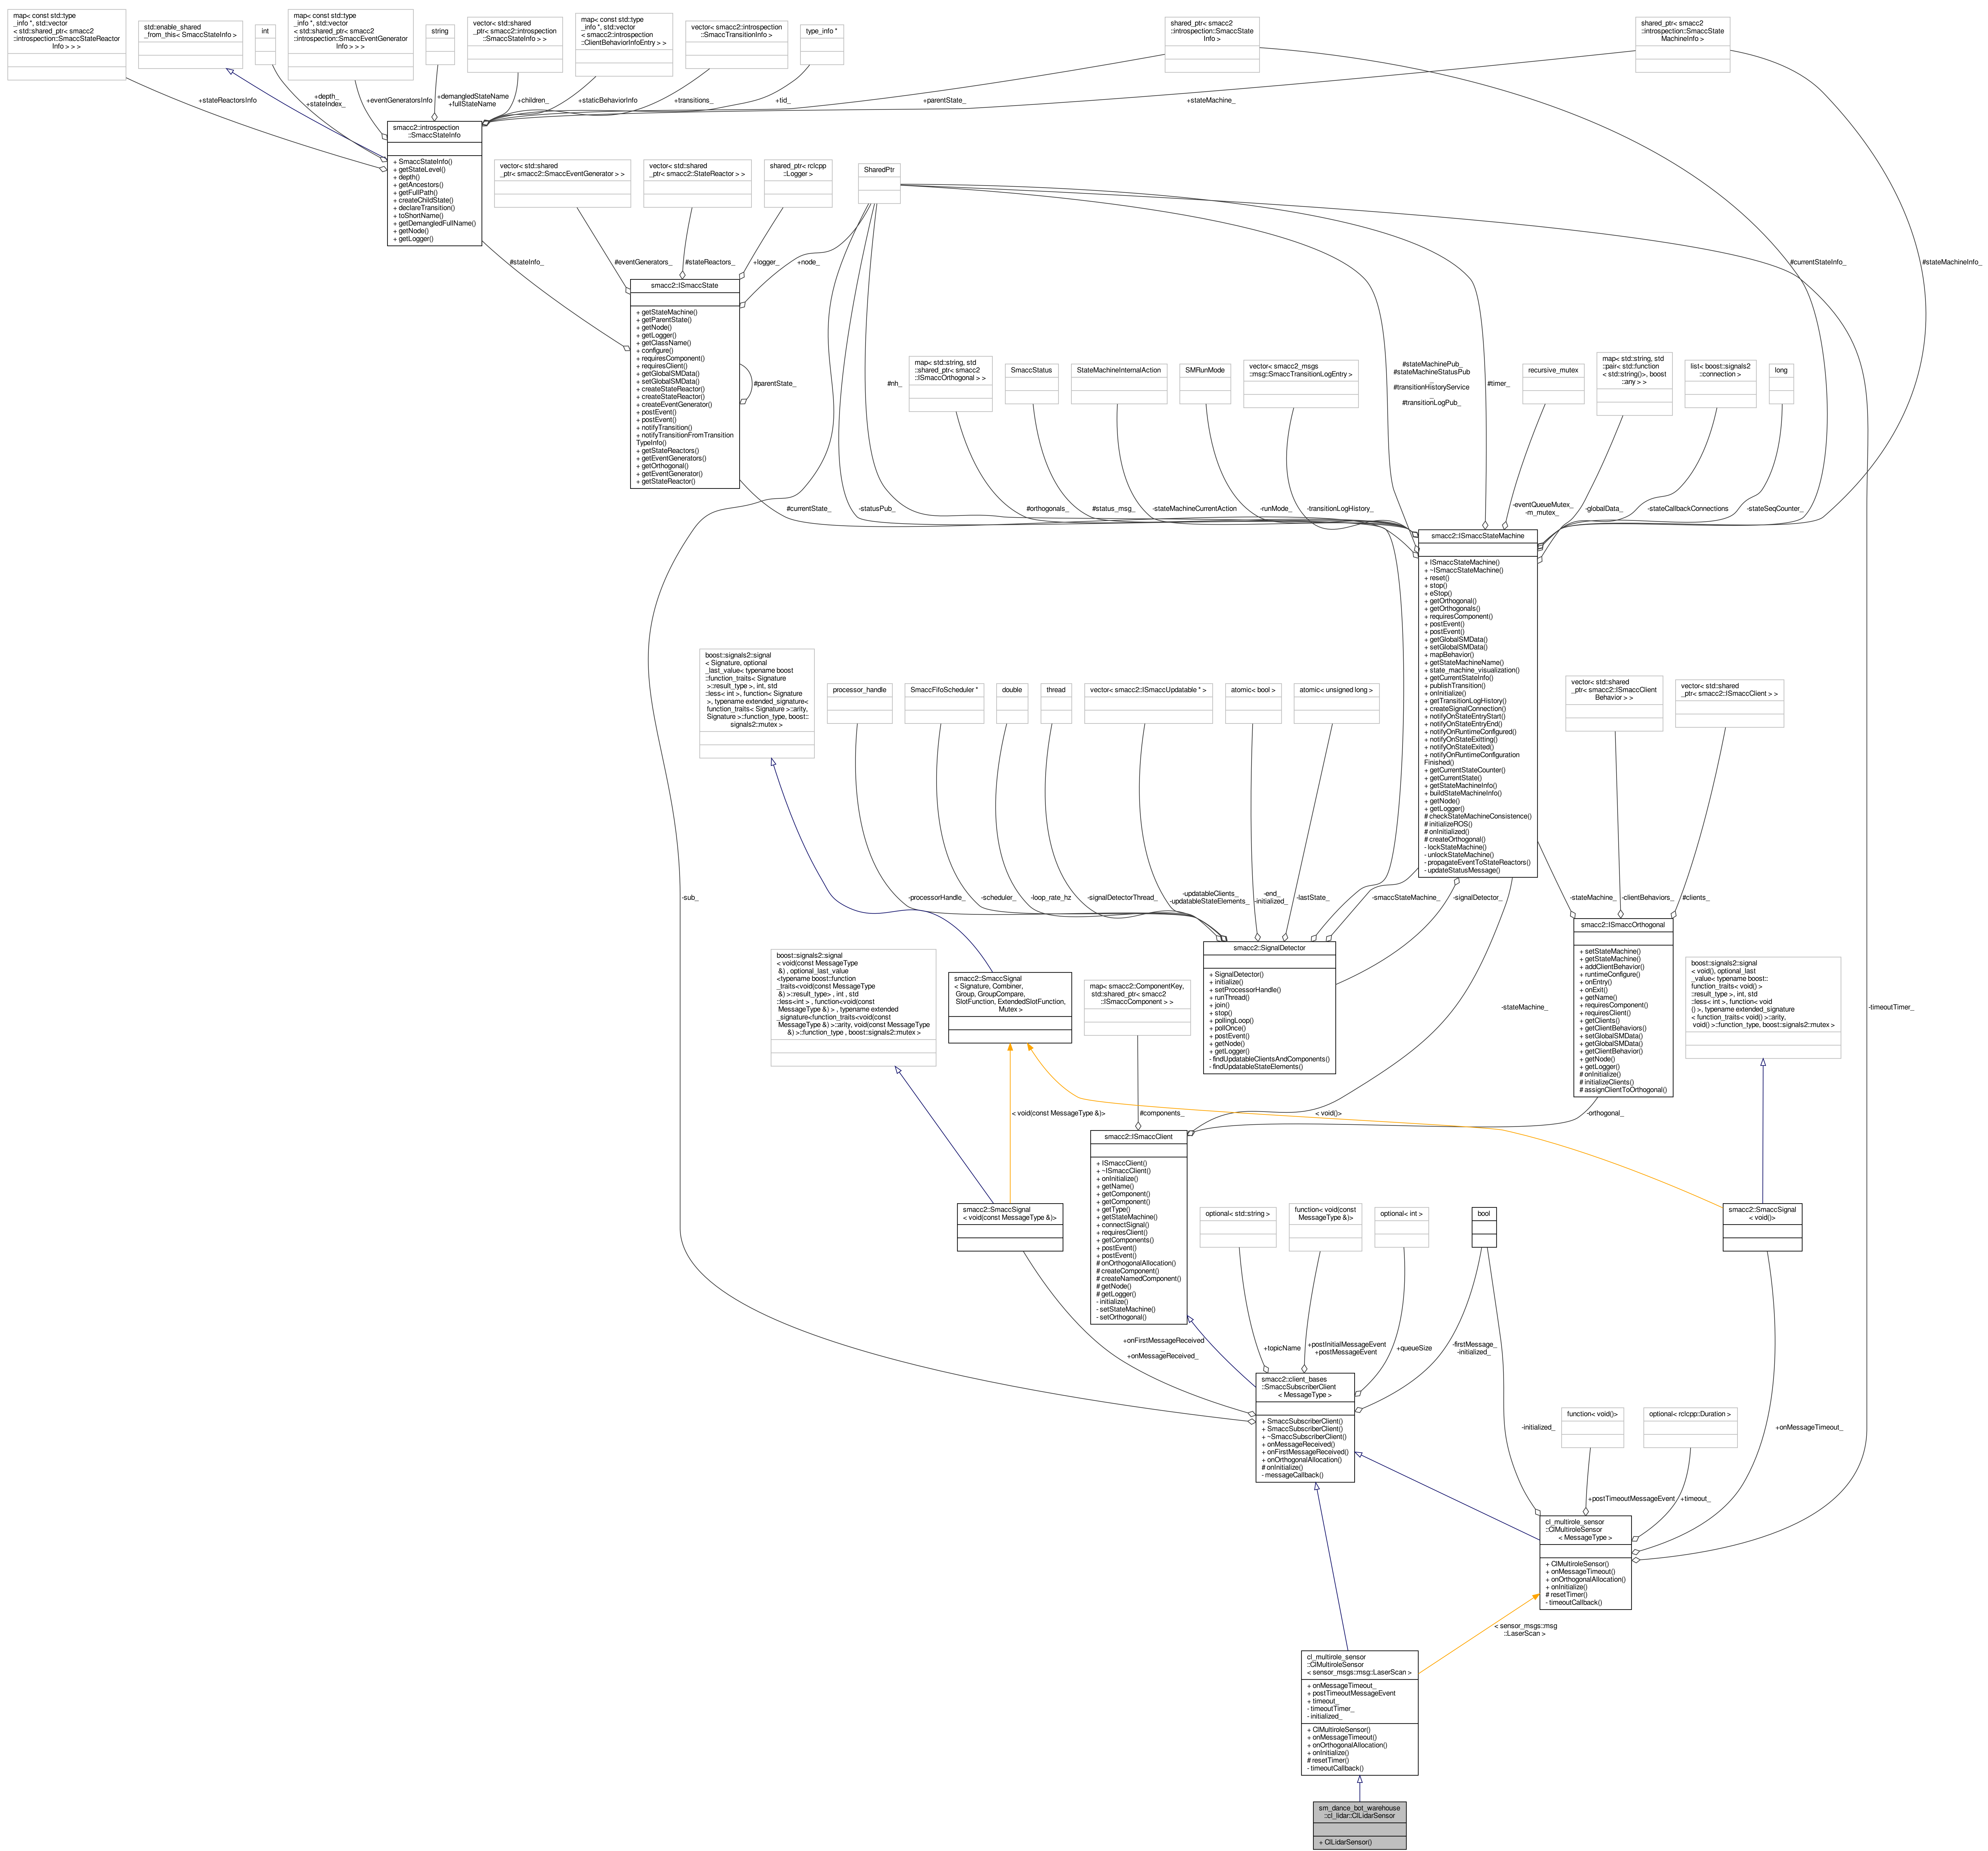 map< const std::type
_info *, std::vector
< std::shared_ptr< smacc2
::introspection::SmaccStateReactor
Info > > >
std::enable_shared
_from_this< SmaccStateInfo >
int
map< const std::type
_info *, std::vector
< std::shared_ptr< smacc2
::introspection::SmaccEventGenerator
Info > > >
string
vector< std::shared
_ptr< smacc2::introspection
::SmaccStateInfo > >
map< const std::type
_info *, std::vector
< smacc2::introspection
::ClientBehaviorInfoEntry > >
vector< smacc2::introspection
::SmaccTransitionInfo >
type_info *
shared_ptr< smacc2
::introspection::SmaccState
Info >
shared_ptr< smacc2
::introspection::SmaccState
MachineInfo >
+stateReactorsInfo
+depth_
+stateIndex_
+eventGeneratorsInfo
+demangledStateName
+fullStateName
+children_
+staticBehaviorInfo
+transitions_
+tid_
+parentState_
+stateMachine_
smacc2::introspection
::SmaccStateInfo
+ SmaccStateInfo()
+ getStateLevel()
+ depth()
+ getAncestors()
+ getFullPath()
+ createChildState()
+ declareTransition()
+ toShortName()
+ getDemangledFullName()
+ getNode()
+ getLogger()
vector< std::shared
_ptr< smacc2::SmaccEventGenerator > >
vector< std::shared
_ptr< smacc2::StateReactor > >
shared_ptr< rclcpp
::Logger >
SharedPtr
#stateInfo_
#eventGenerators_
#stateReactors_
+logger_
+node_
#currentStateInfo_
#stateMachineInfo_
smacc2::ISmaccState
+ getStateMachine()
+ getParentState()
+ getNode()
+ getLogger()
+ getClassName()
+ configure()
+ requiresComponent()
+ requiresClient()
+ getGlobalSMData()
+ setGlobalSMData()
+ createStateReactor()
+ createStateReactor()
+ createEventGenerator()
+ postEvent()
+ postEvent()
+ notifyTransition()
+ notifyTransitionFromTransition
TypeInfo()
+ getStateReactors()
+ getEventGenerators()
+ getOrthogonal()
+ getEventGenerator()
+ getStateReactor()
#parentState_
#nh_
map< std::string, std
::shared_ptr< smacc2
::ISmaccOrthogonal > >
SmaccStatus
StateMachineInternalAction
SMRunMode
vector< smacc2_msgs
::msg::SmaccTransitionLogEntry >
#stateMachinePub_
#stateMachineStatusPub
_
#transitionHistoryService
_
#transitionLogPub_
#timer_
recursive_mutex
map< std::string, std
::pair< std::function
< std::string()>, boost
::any > >
list< boost::signals2
::connection >
long
#currentState_
-statusPub_
#orthogonals_
#status_msg_
-stateMachineCurrentAction
-runMode_
-transitionLogHistory_
-eventQueueMutex_
-m_mutex_
-globalData_
-stateCallbackConnections
-stateSeqCounter_
smacc2::ISmaccStateMachine
+ ISmaccStateMachine()
+ ~ISmaccStateMachine()
+ reset()
+ stop()
+ eStop()
+ getOrthogonal()
+ getOrthogonals()
+ requiresComponent()
+ postEvent()
+ postEvent()
+ getGlobalSMData()
+ setGlobalSMData()
+ mapBehavior()
+ getStateMachineName()
+ state_machine_visualization()
+ getCurrentStateInfo()
+ publishTransition()
+ onInitialize()
+ getTransitionLogHistory()
+ createSignalConnection()
+ notifyOnStateEntryStart()
+ notifyOnStateEntryEnd()
+ notifyOnRuntimeConfigured()
+ notifyOnStateExitting()
+ notifyOnStateExited()
+ notifyOnRuntimeConfiguration
Finished()
+ getCurrentStateCounter()
+ getCurrentState()
+ getStateMachineInfo()
+ buildStateMachineInfo()
+ getNode()
+ getLogger()
# checkStateMachineConsistence()
# initializeROS()
# onInitialized()
# createOrthogonal()
- lockStateMachine()
- unlockStateMachine()
- propagateEventToStateReactors()
- updateStatusMessage()
boost::signals2::signal
< Signature, optional
_last_value< typename boost
::function_traits< Signature
>::result_type >, int, std
::less< int >, function< Signature
>, typename extended_signature<
function_traits< Signature >::arity,
Signature >::function_type, boost::
signals2::mutex >
processor_handle
SmaccFifoScheduler *
double
thread
vector< smacc2::ISmaccUpdatable * >
atomic< bool >
atomic< unsigned long >
vector< std::shared
_ptr< smacc2::ISmaccClient
Behavior > >
vector< std::shared
_ptr< smacc2::ISmaccClient > >
-sub_
-processorHandle_
-scheduler_
-loop_rate_hz
-signalDetectorThread_
-updatableClients_
-updatableStateElements_
-end_
-initialized_
-lastState_
-smaccStateMachine_
-signalDetector_
-stateMachine_
-clientBehaviors_
#clients_
smacc2::SignalDetector
+ SignalDetector()
+ initialize()
+ setProcessorHandle()
+ runThread()
+ join()
+ stop()
+ pollingLoop()
+ pollOnce()
+ postEvent()
+ getNode()
+ getLogger()
- findUpdatableClientsAndComponents()
- findUpdatableStateElements()
smacc2::ISmaccOrthogonal
+ setStateMachine()
+ getStateMachine()
+ addClientBehavior()
+ runtimeConfigure()
+ onEntry()
+ onExit()
+ getName()
+ requiresComponent()
+ requiresClient()
+ getClients()
+ getClientBehaviors()
+ setGlobalSMData()
+ getGlobalSMData()
+ getClientBehavior()
+ getNode()
+ getLogger()
# onInitialize()
# initializeClients()
# assignClientToOrthogonal()
boost::signals2::signal
< void(const MessageType
&) , optional_last_value
<typename boost::function
_traits<void(const MessageType
&) >::result_type> , int , std
::less<int > , function<void(const
MessageType &) > , typename extended
_signature<function_traits<void(const
MessageType &) >::arity, void(const MessageType
&) >::function_type , boost::signals2::mutex >
smacc2::SmaccSignal
< Signature, Combiner,
Group, GroupCompare,
SlotFunction, ExtendedSlotFunction,
Mutex >
map< smacc2::ComponentKey,
std::shared_ptr< smacc2
::ISmaccComponent > >
boost::signals2::signal
< void(), optional_last
_value< typename boost::
function_traits< void() >
::result_type >, int, std
::less< int >, function< void
() >, typename extended_signature
< function_traits< void() >::arity,
void() >::function_type, boost::signals2::mutex >
-stateMachine_
-timeoutTimer_
< void(const MessageType &)>
#components_
< void()>
-orthogonal_
smacc2::ISmaccClient
+ ISmaccClient()
+ ~ISmaccClient()
+ onInitialize()
+ getName()
+ getComponent()
+ getComponent()
+ getType()
+ getStateMachine()
+ connectSignal()
+ requiresClient()
+ getComponents()
+ postEvent()
+ postEvent()
# onOrthogonalAllocation()
# createComponent()
# createNamedComponent()
# getNode()
# getLogger()
- initialize()
- setStateMachine()
- setOrthogonal()
smacc2::SmaccSignal
< void(const MessageType &)>
optional< std::string >
function< void(const
MessageType &)>
optional< int >
bool
smacc2::SmaccSignal
< void()>
+onFirstMessageReceived
_
+onMessageReceived_
+topicName
+postInitialMessageEvent
+postMessageEvent
+queueSize
-firstMessage_
-initialized_
smacc2::client_bases
::SmaccSubscriberClient
< MessageType >
+ SmaccSubscriberClient()
+ SmaccSubscriberClient()
+ ~SmaccSubscriberClient()
+ onMessageReceived()
+ onFirstMessageReceived()
+ onOrthogonalAllocation()
# onInitialize()
- messageCallback()
function< void()>
optional< rclcpp::Duration >
-initialized_
+onMessageTimeout_
+postTimeoutMessageEvent
+timeout_
cl_multirole_sensor
::ClMultiroleSensor
< MessageType >
+ ClMultiroleSensor()
+ onMessageTimeout()
+ onOrthogonalAllocation()
+ onInitialize()
# resetTimer()
- timeoutCallback()
< sensor_msgs::msg
::LaserScan >
cl_multirole_sensor
::ClMultiroleSensor
< sensor_msgs::msg::LaserScan >
+ onMessageTimeout_
+ postTimeoutMessageEvent
+ timeout_
- timeoutTimer_
- initialized_
+ ClMultiroleSensor()
+ onMessageTimeout()
+ onOrthogonalAllocation()
+ onInitialize()
# resetTimer()
- timeoutCallback()
sm_dance_bot_warehouse
::cl_lidar::ClLidarSensor
+ ClLidarSensor()